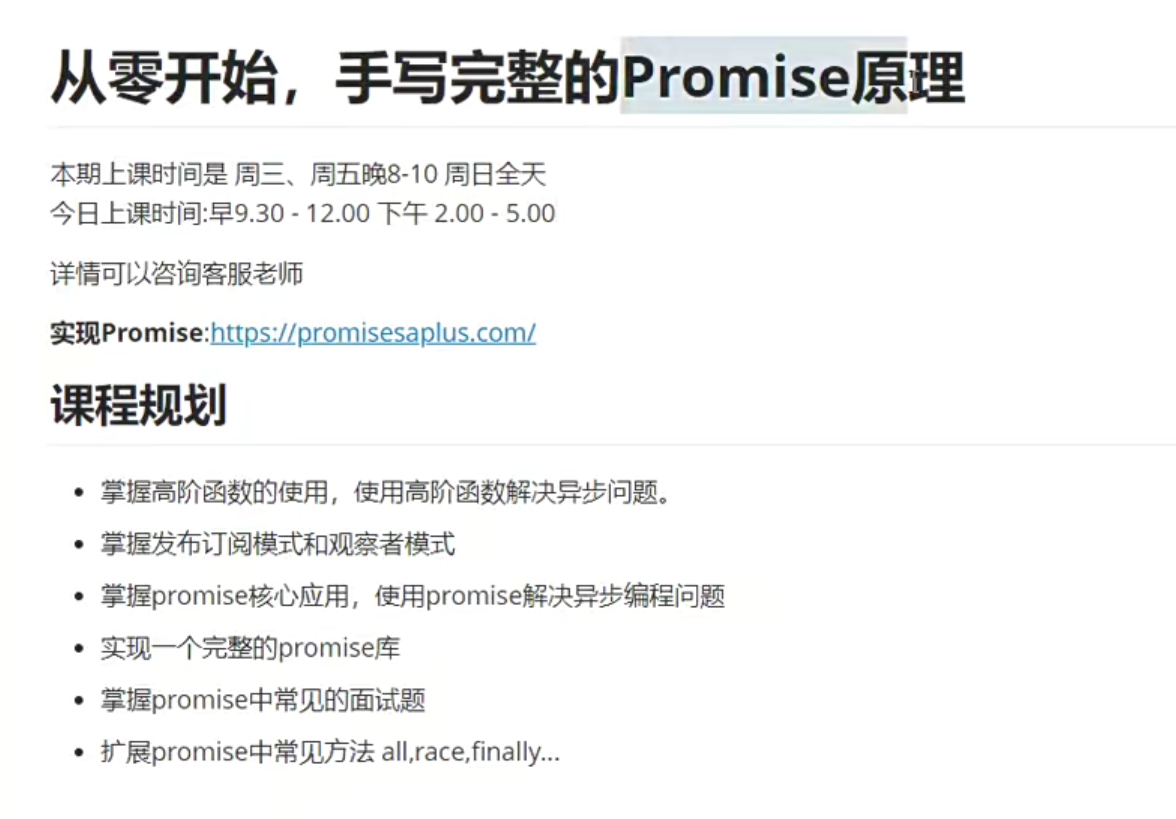 从零开始，手写完整的Promise原理
本期上课时间是 周三、周五晚8-10 周日全天
今日上课时间:早9.30 - 12.00 下午 2.00 - 5.00
详情可以咨询客服老师
实现Promise:https://promisesaplus.com/
课程规划
• 掌握高阶函数的使用，使用高阶函数解决异步问题。
• 掌握发布订阅模式和观察者模式
• 掌握promise核心应用，使用promise解决异步编程问题
• 实现一个完整的promise库
• 掌握promise中常见的面试题
• 扩展promise中常见方法 all,race,finally...